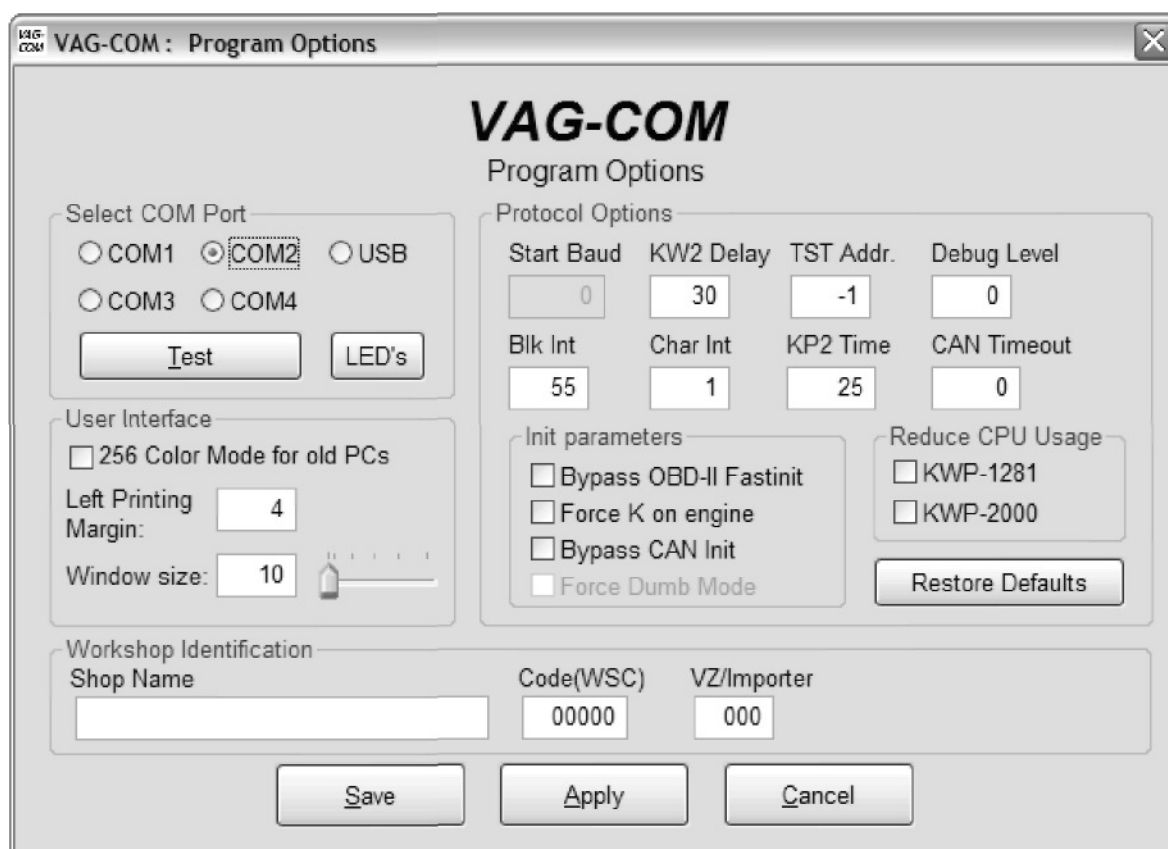 VAG-COM VAG-COM : Program Options
VAG-COM
Program Options
Select COM Port
COM1 COM2 USB
COM3 COM4
Test LED's
User Interface
256 Color Mode for old PCs
Left Printing
Margin: 4
Window size: 10
Protocol Options
Start Baud KW2 Delay TST Addr. Debug Level
0 30 -1 0
Blk Int Char Int KP2 Time CAN Timeout
55 1 25 0
Init parameters
Bypass OBD-II Fastinit
Force K on engine
Bypass CAN Init
Force Dumb Mode
Reduce CPU Usage
KWP-1281
KWP-2000
Restore Defaults
Workshop Identification
Shop Name Code(WSC) VZ/Importer
00000 000
Save Apply Cancel